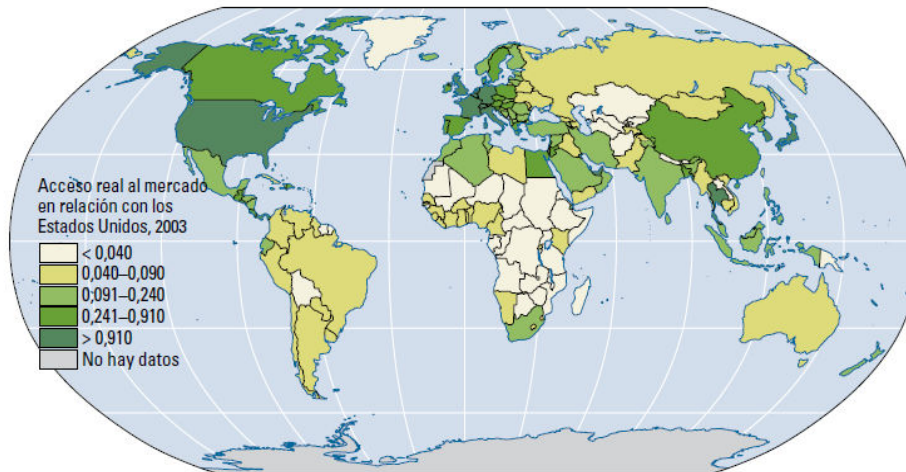 Acceso real al mercado
en relación con los
Estados Unidos, 2003
< 0,040
0,040–0,090
0,091–0,240
0,241–0,910
> 0,910
No hay datos